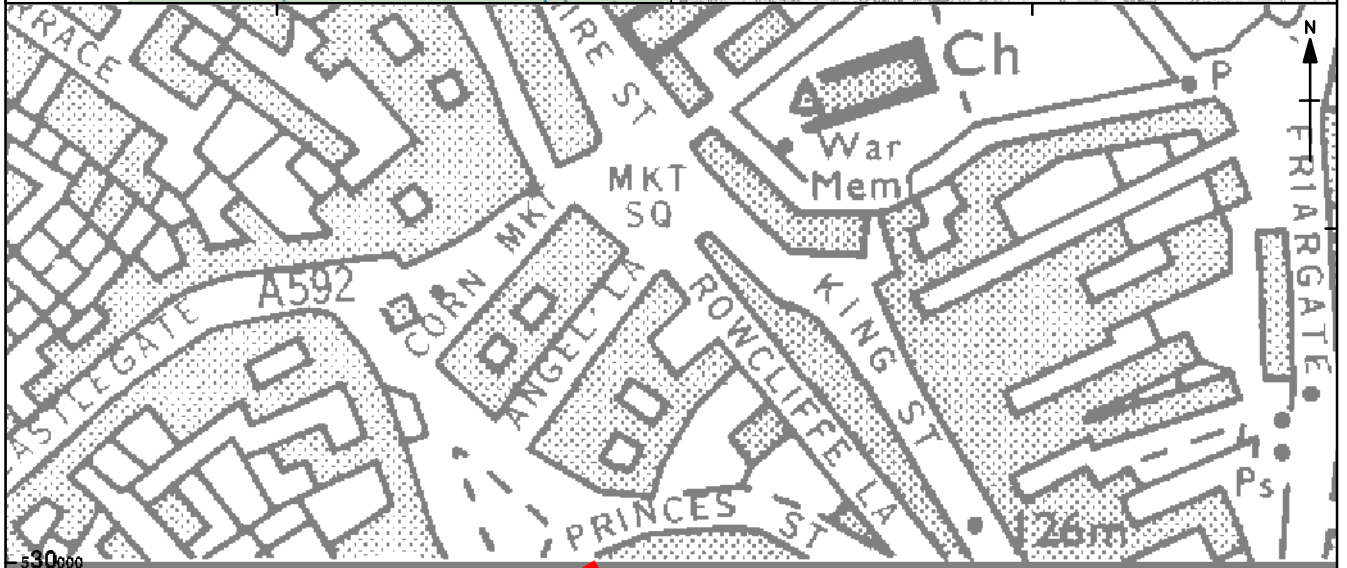 N
RRACE
IRE ST
Ch
P
War
Mem
MKT
SQ
FRIARGATE
CORN MKT
A592
CASTLEGATE
ANGEL LA
ROWCLIFFE LA
KING ST
PRINCES ST
Ps
126m
530000